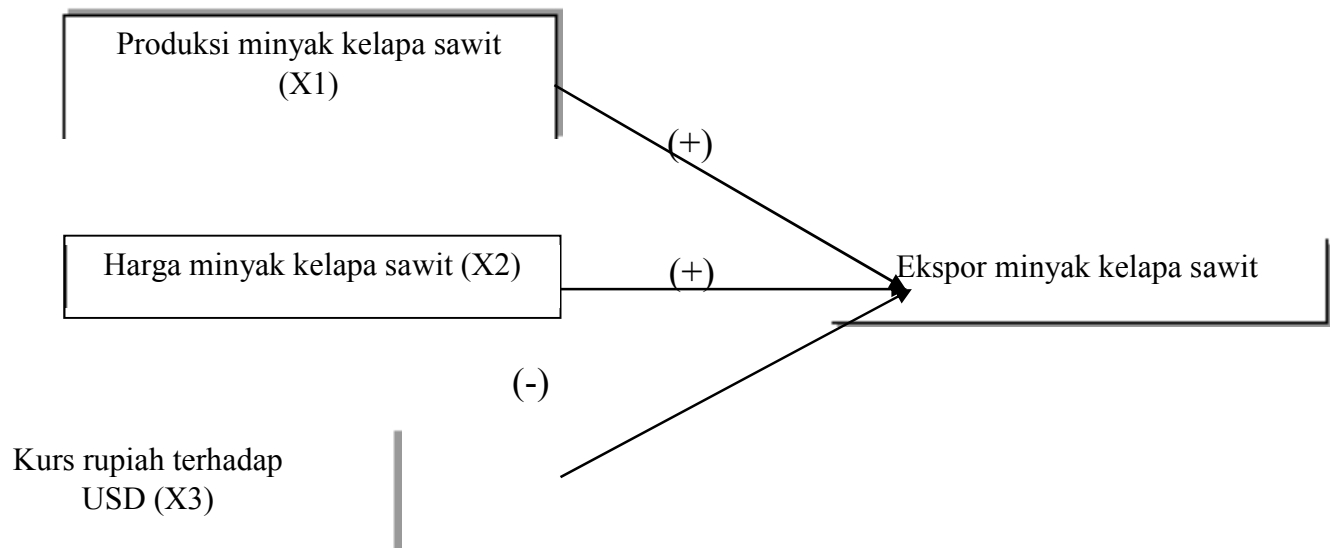 Produksi minyak kelapa sawit
(X1)
(+)
Harga minyak kelapa sawit (X2)
(+)
Ekspor minyak kelapa sawit
(-)
Kurs rupiah terhadap
USD (X3)